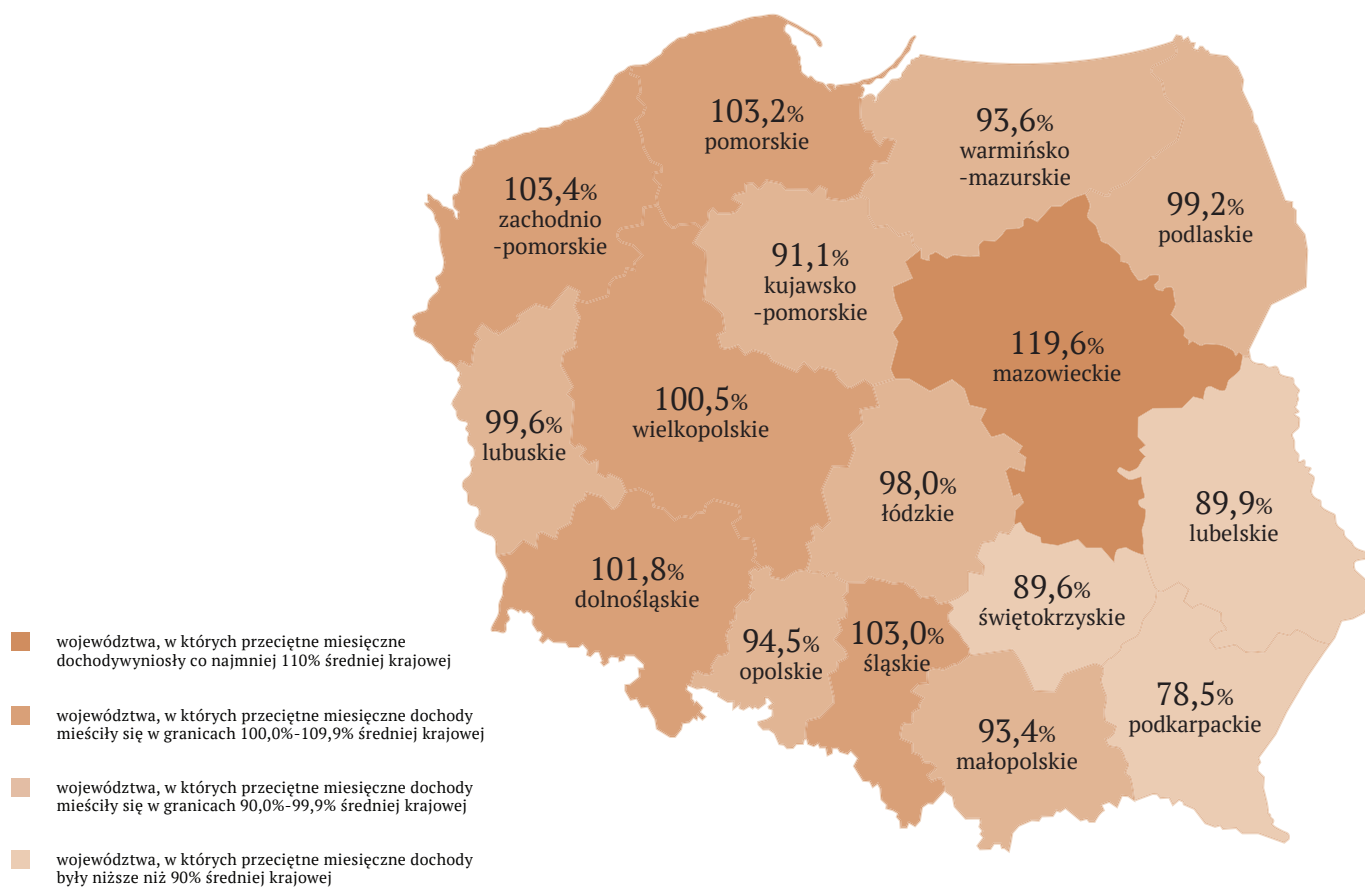 103,2%
pomorskie
93,6%
warmińsko
-mazurskie
103,4%
zachodnio
-pomorskie
99,2%
podlaskie
91,1%
kujawsko
-pomorskie
119,6%
mazowieckie
100,5%
wielkopolskie
99,6%
lubuskie
98,0%
łódzkie
89,9%
lubelskie
101,8%
dolnośląskie
89,6%
świętokrzyskie
94,5%
opolskie
103,0%
śląskie
78,5%
podkarpackie
93,4%
małopolskie
województwa, w których przeciętne miesięczne
dochodywyniosły co najmniej 110% średniej krajowej
województwa, w których przeciętne miesięczne dochody
mieściły się w granicach 100,0%-109,9% średniej krajowej
województwa, w których przeciętne miesięczne dochody
mieściły się w granicach 90,0%-99,9% średniej krajowej
województwa, w których przeciętne miesięczne dochody
były niższe niż 90% średniej krajowej